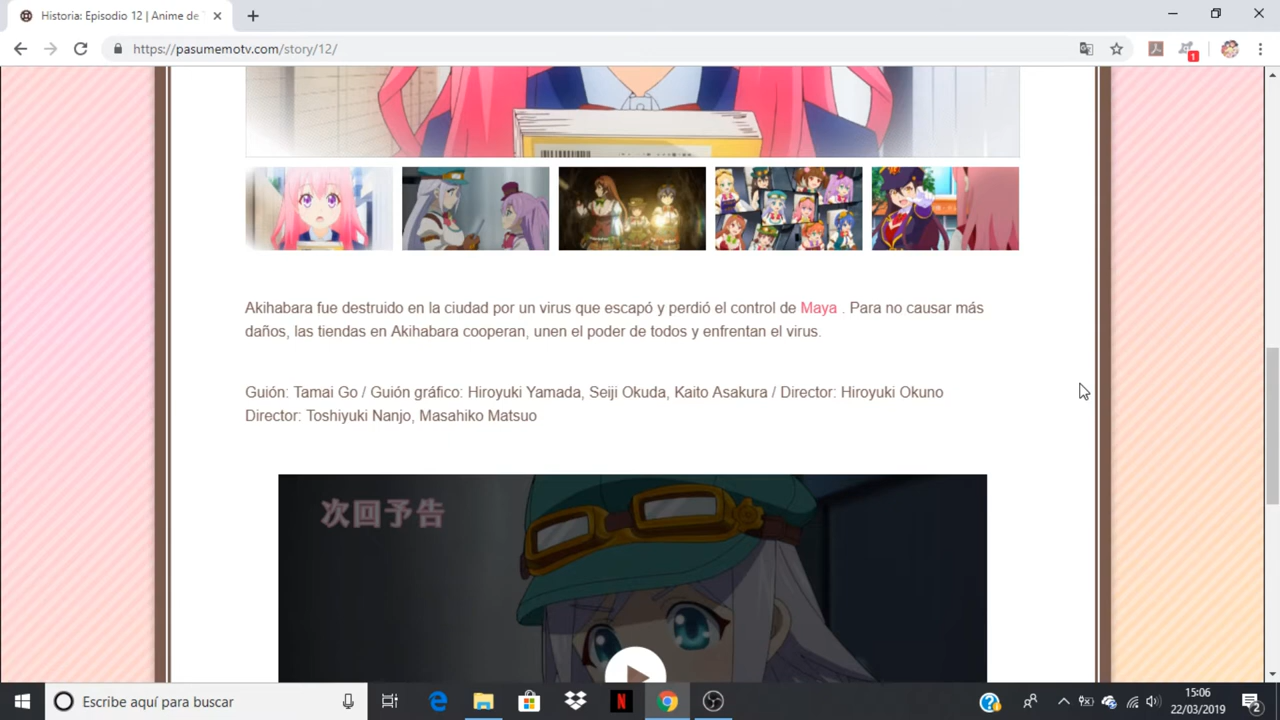 Historia: Episodio 12 | Anime de
https://pasumemotv.com/story/12/
1
Akihabara fue destruido en la ciudad por un virus que escapó y perdió el control de Maya . Para no causar más
daños, las tiendas en Akihabara cooperan, unen el poder de todos y enfrentan el virus.
Guión: Tamai Go / Guión gráfico: Hiroyuki Yamada, Seiji Okuda, Kaito Asakura / Director: Hiroyuki Okuno
Director: Toshiyuki Nanjo, Masahiko Matsuo
次回予告
Escribe aquí para buscar
15:06
22/03/2019
2